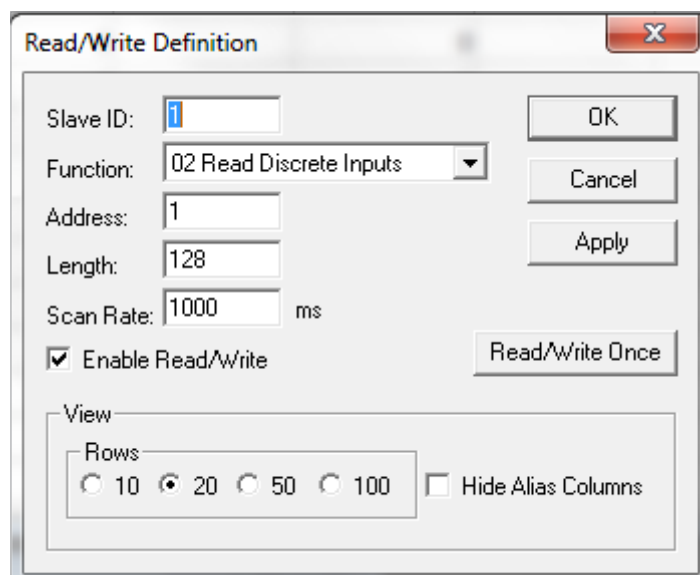 Read/Write Definition
Slave ID: 1
OK
Function: 02 Read Discrete Inputs
Cancel
Address: 1
Apply
Length: 128
Scan Rate: 1000 ms
Enable Read/Write
Read/Write Once
View
Rows
10 20 50 100 Hide Alias Columns